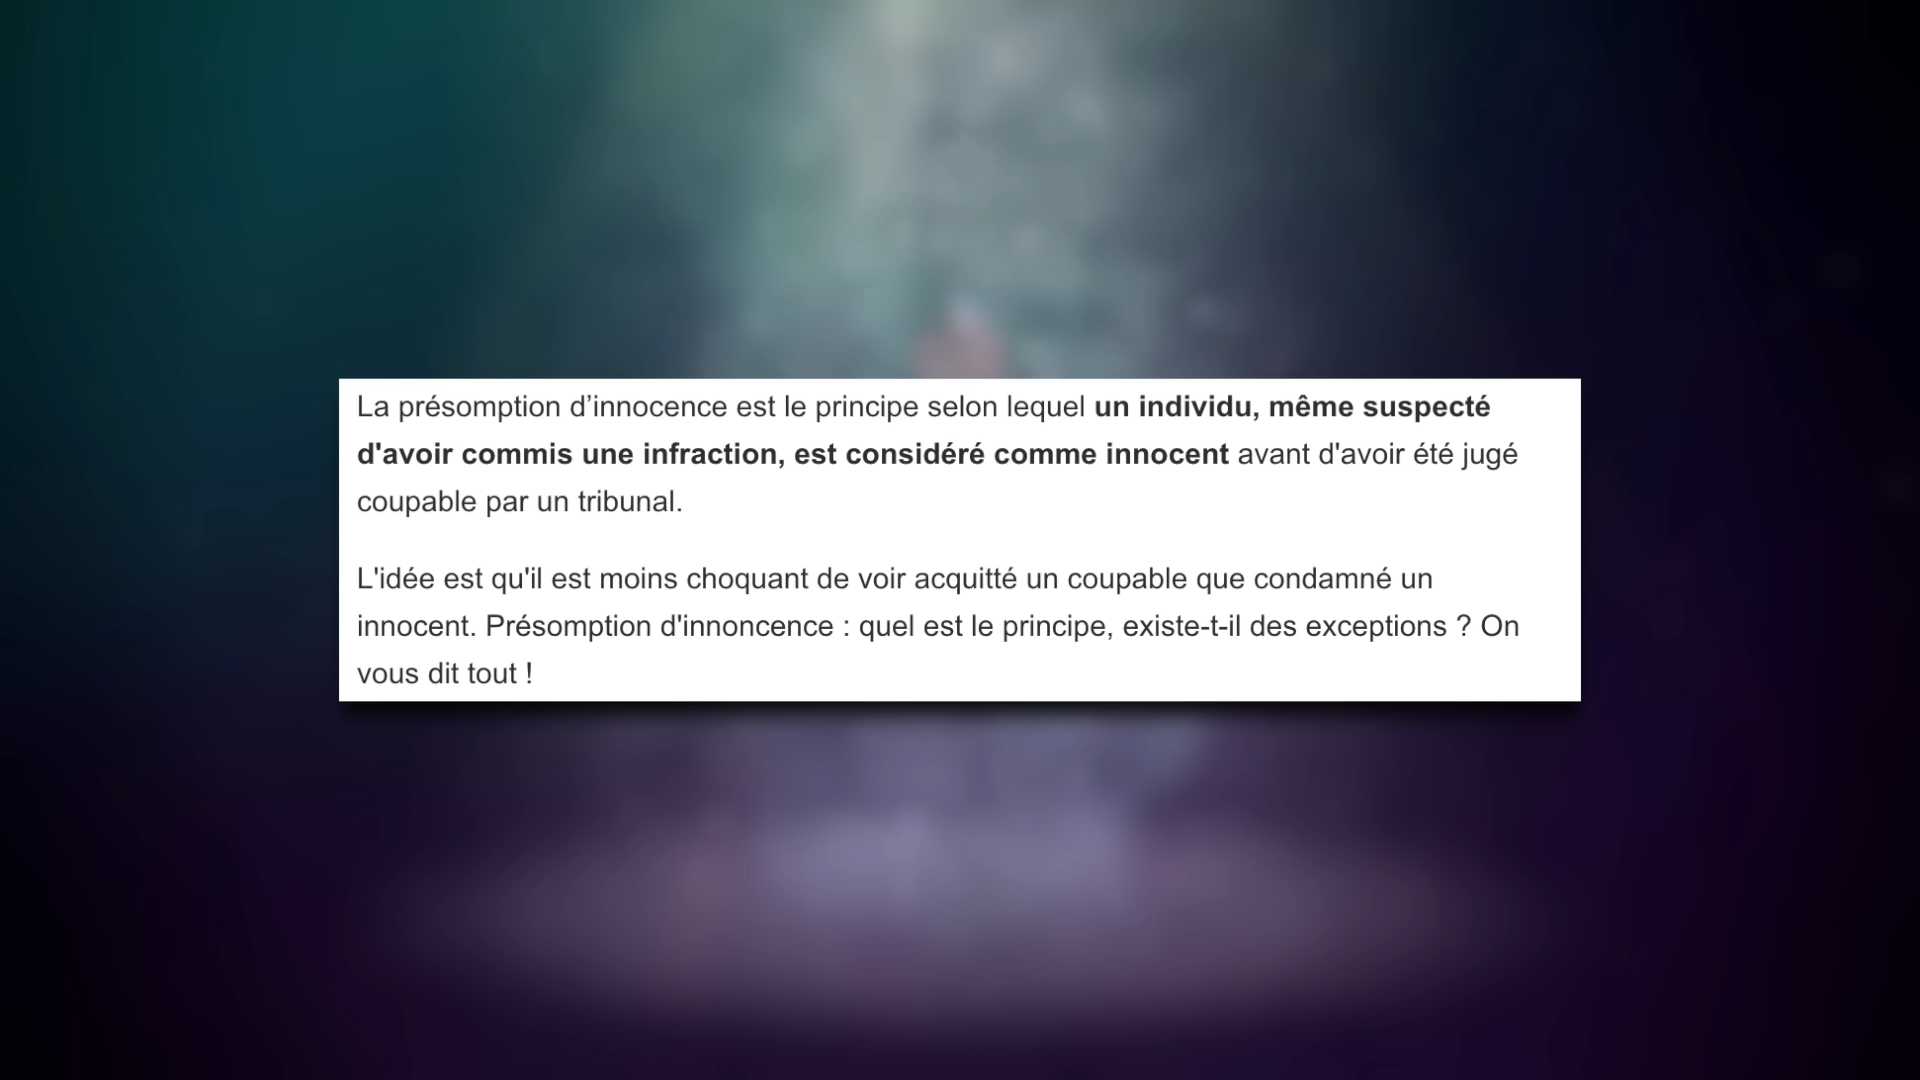 La présomption d’innocence est le principe selon lequel un individu, même suspecté
d'avoir commis une infraction, est considéré comme innocent avant d'avoir été jugé
coupable par un tribunal.
L'idée est qu'il est moins choquant de voir acquitté un coupable que condamné un
innocent. Présomption d'innoncence : quel est le principe, existe-t-il des exceptions ? On
vous dit tout !